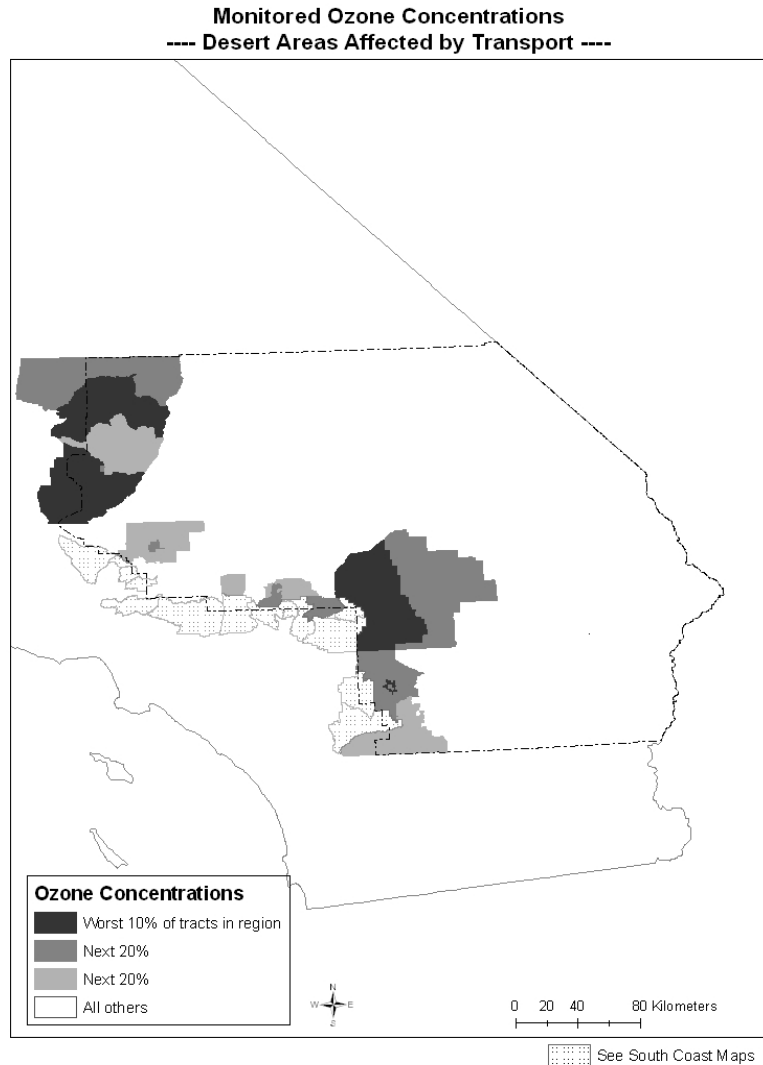 Monitored Ozone Concentrations
---- Desert Areas Affected by Transport ----
Ozone Concentrations
Worst 10% of tracts in region
Next 20%
Next 20%
All others
N
W E
S
0 20 40 80 Kilometers
See South Coast Maps